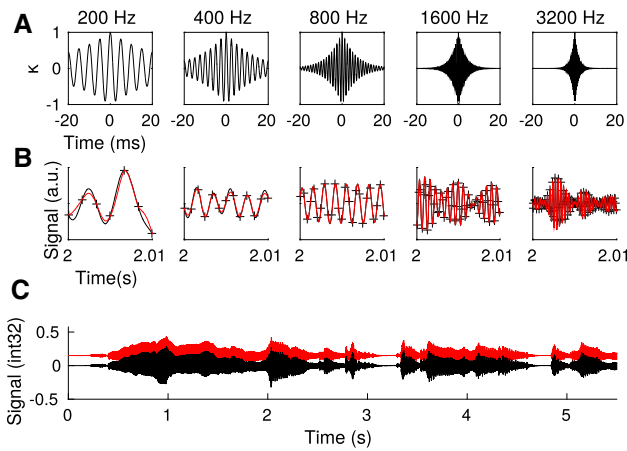 A
200 Hz 400 Hz 800 Hz 1600 Hz 3200 Hz
κ
1
0
-1
-20 0 20 -20 0 20 -20 0 20 -20 0 20 -20 0 20
Time (ms)
B
Signal (a.u.)
2 2.01 2 2.01 2 2.01 2 2.01 2 2.01
Time(s)
C
Signal (int32)
0.5
0
-0.5
0 1 2 3 4 5
Time (s)